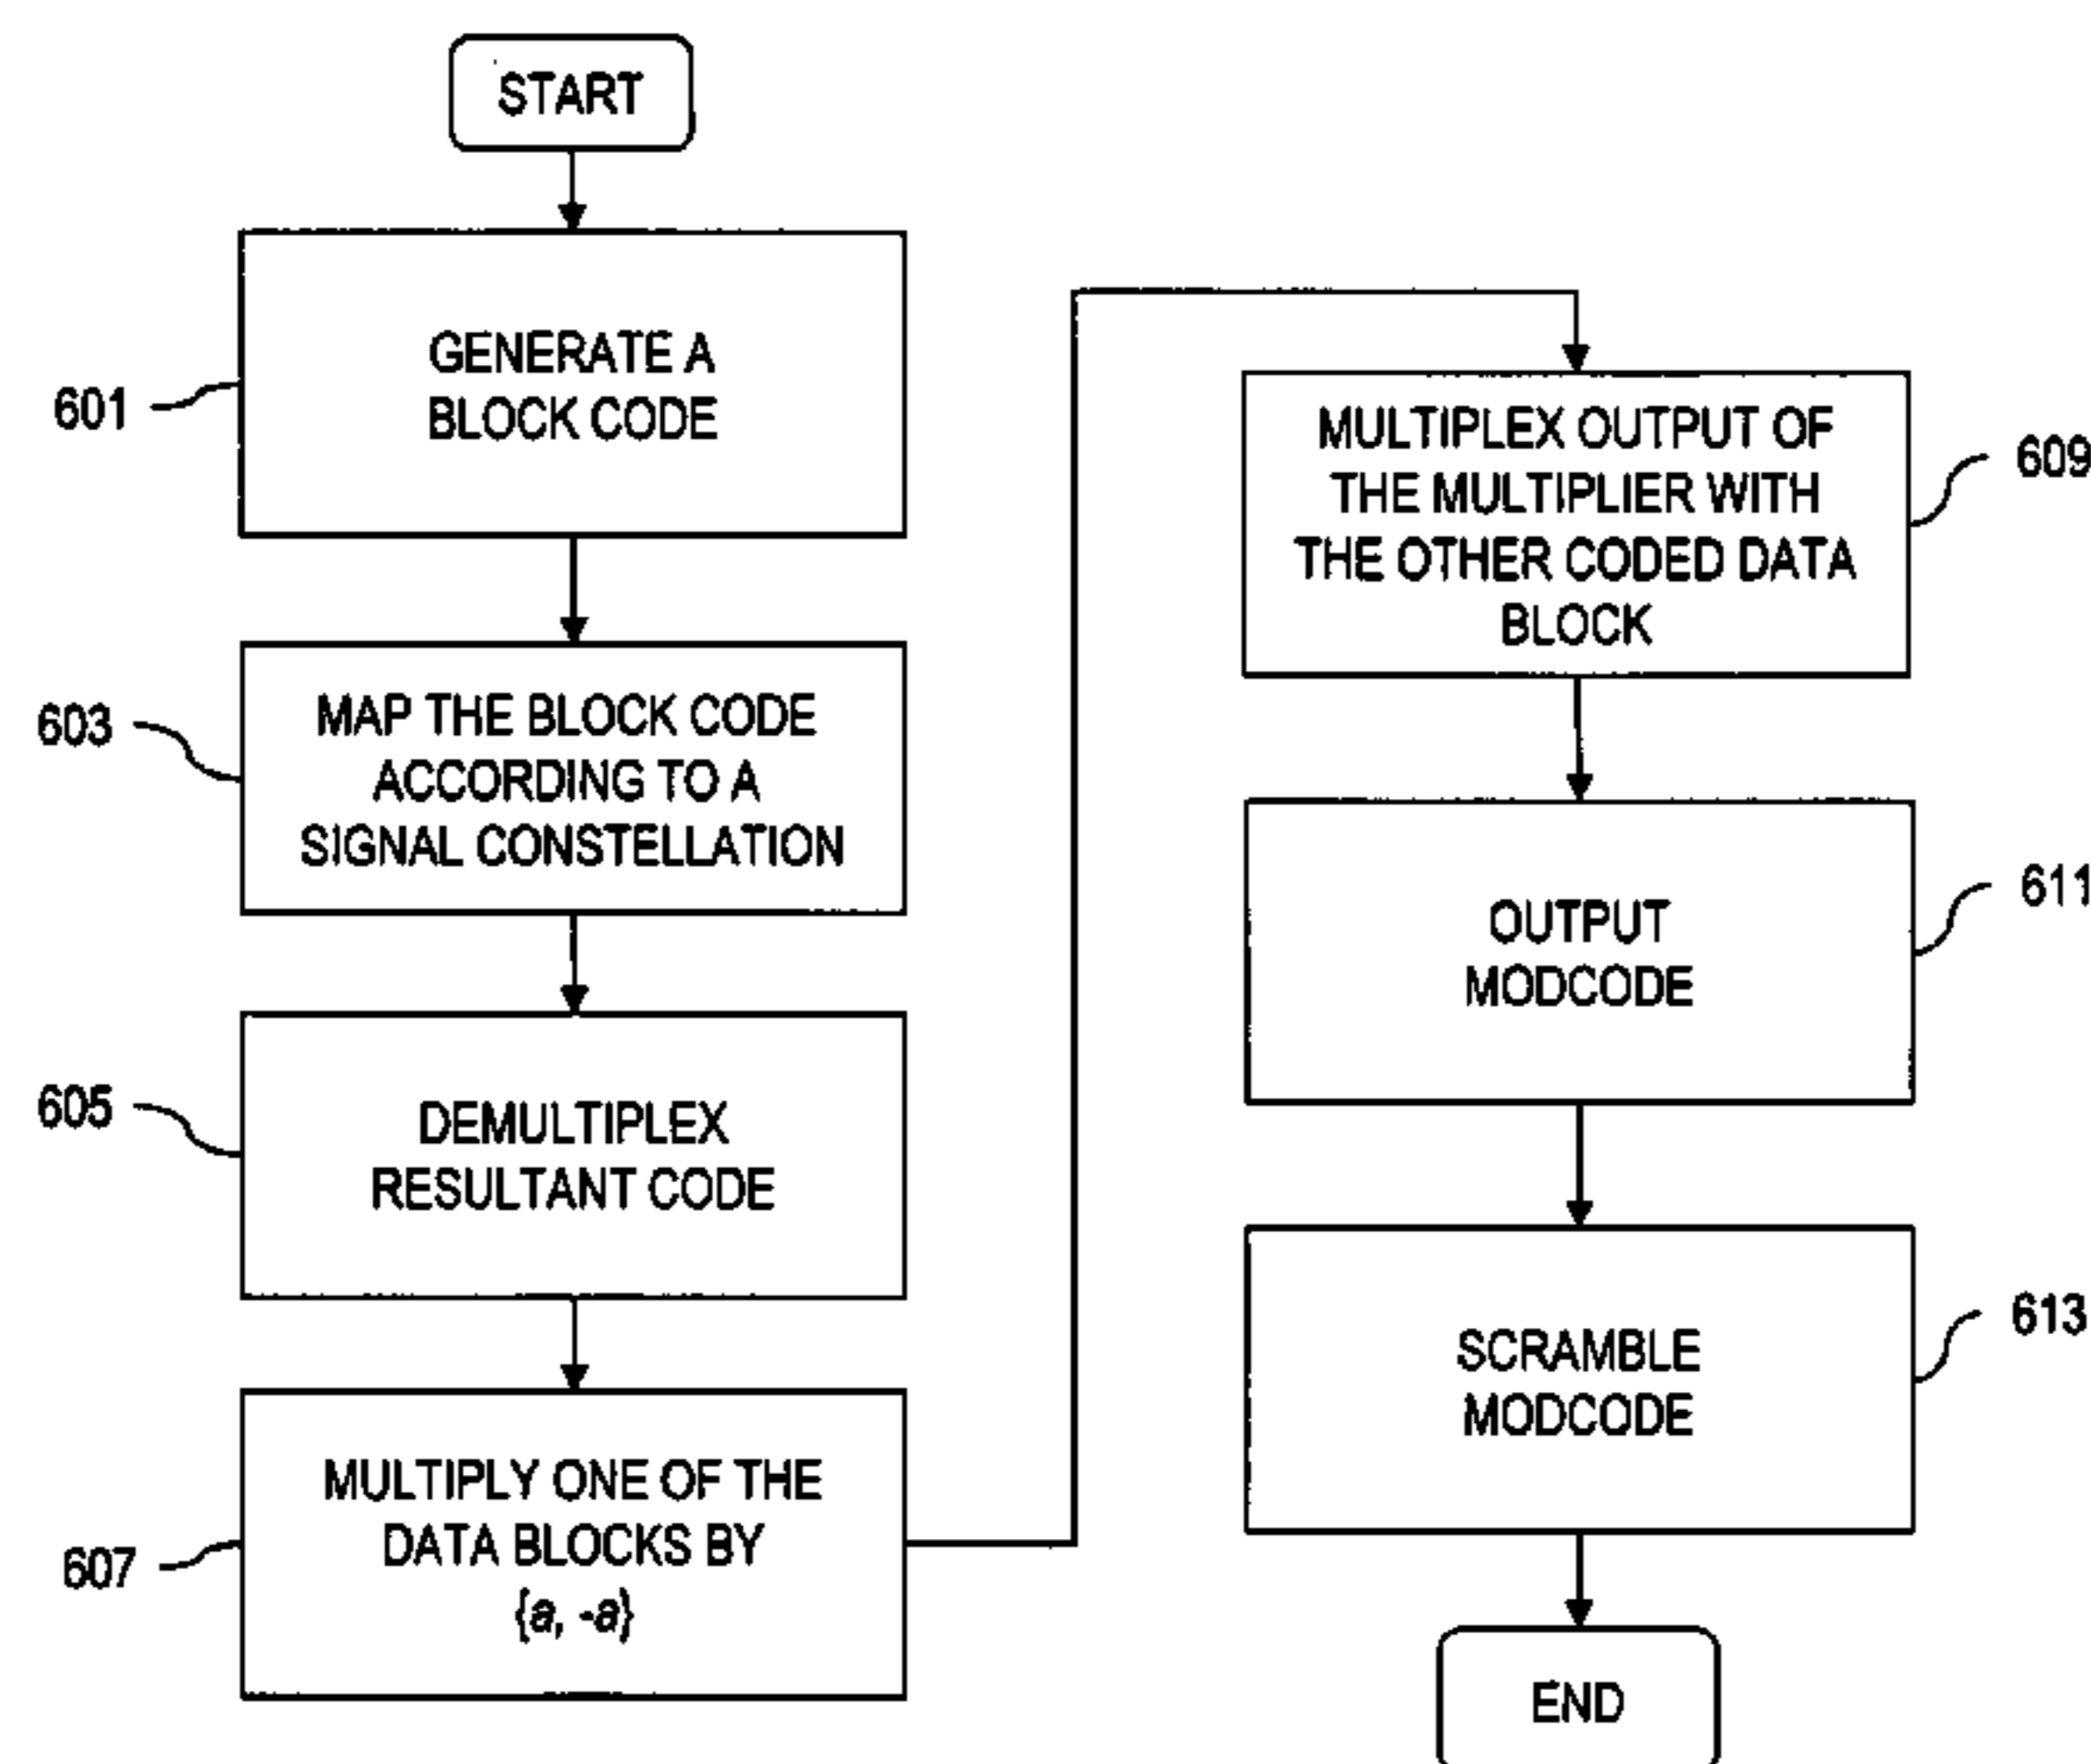 START
601
GENERATE A
BLOCK CODE
603
MAP THE BLOCK CODE
ACCORDING TO A
SIGNAL CONSTELLATION
605
DEMULTIPLEX
RESULTANT CODE
607
MULTIPLY ONE OF THE
DATA BLOCKS BY
{a, -a}
MULTIPLEX OUTPUT OF
THE MULTIPLIER WITH
THE OTHER CODED DATA
BLOCK
609
OUTPUT
MODCODE
611
SCRAMBLE
MODCODE
613
END